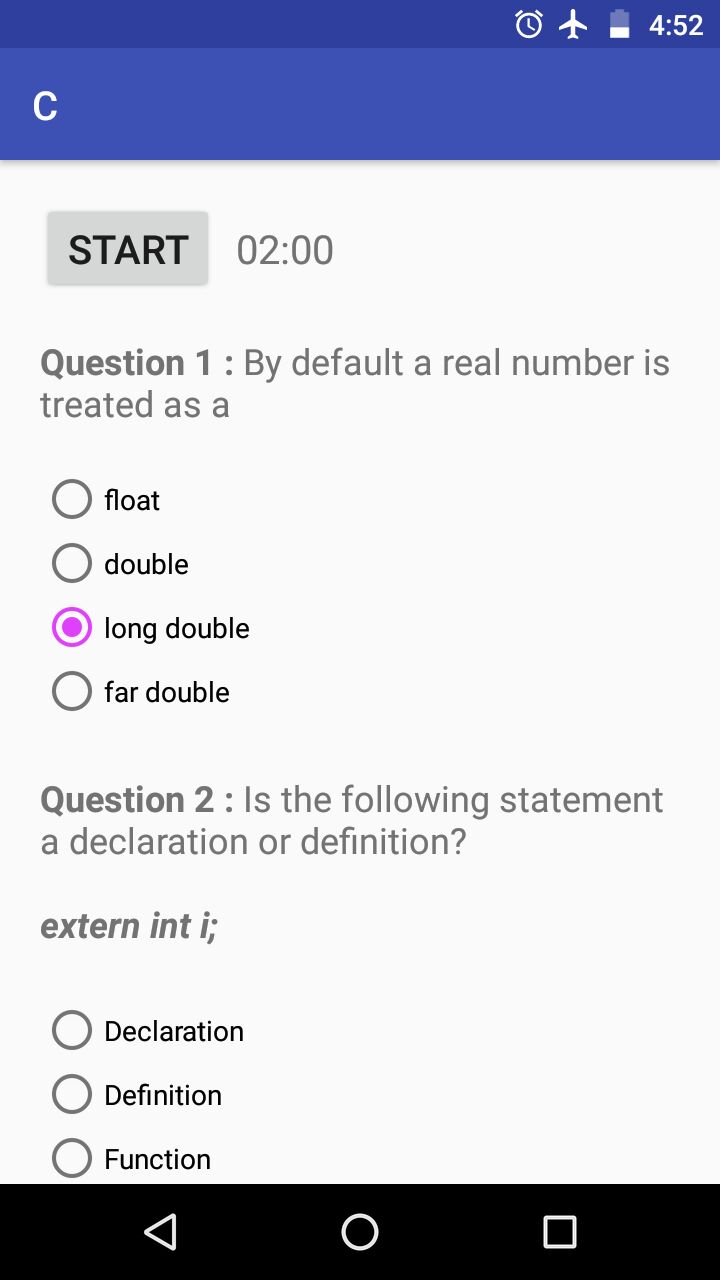 4:52
C
START 02:00
Question 1 : By default a real number is
treated as a
float
double
long double
far double
Question 2 : Is the following statement
a declaration or definition?
extern int i;
Declaration
Definition
Function